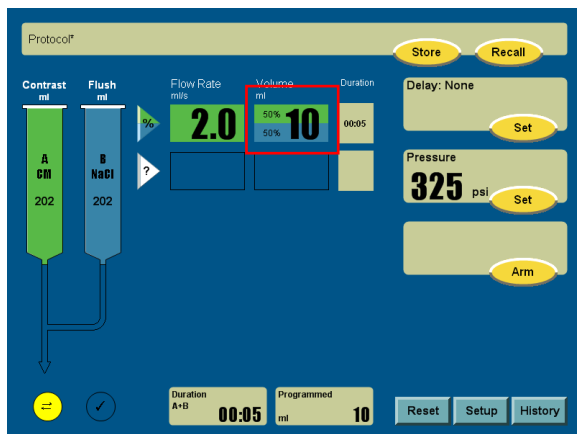 Protocol*
Store
Recall
Contrast
ml
Flush
ml
Flow Rate
ml/s
Volume
ml
Duration
Delay: None
Set
%
2.0
50%
50%
10
00:05
A
CM
202
B
NaCl
202
?
Pressure
325 psi
Set
Arm
Duration
A+B
00:05
Programmed
ml 10
Reset
Setup
History